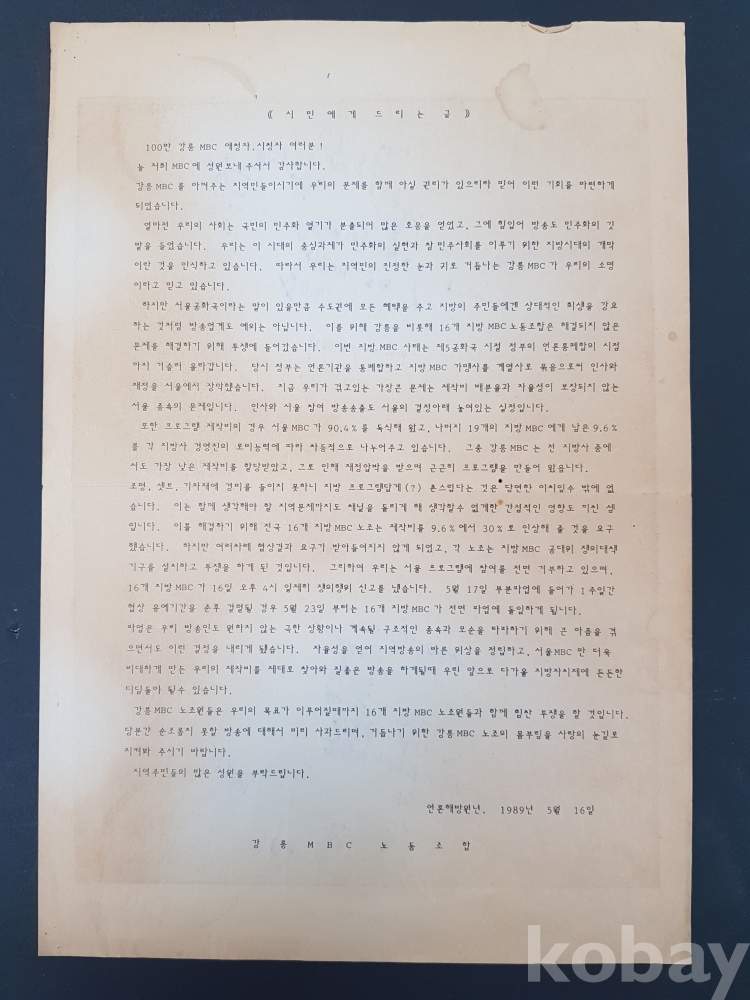 《 시 민 에 게 드 리 는 글 》
100만 강릉 MBC 애청자.시청자 여러분!
늘 저희 MBC에 성원보내 주셔서 감사합니다.
강릉MBC를 아껴주는 지역민들이시기에 우리의 문제를 함께 아실 권리가 있으리라 믿어 이런 기회를 마련하게
되었습니다.
얼마전 우리의 사회는 국민의 민주화 열기가 분출되어 많은 호응을 얻었고,그에 힘입어 방송도 민주화의 깃
발을 들었습니다. 우리는 이 시대의 중심과제가 민주화의 실현과 참 민주사회를 이루기 위한 지방시대의 개막
이란 것을 인식하고 있습니다. 따라서 우리는 지역민의 진정한 눈과 귀로 거듭나는 강릉MBC가 우리의 소명
이라고 믿고 있습니다.
하지만 서울공화국이라는 말이 있을만큼 수도권에 모든 혜택을 주고 지방의 주민들에겐 상대적인 희생을 강요
하는 것처럼 방송업계도 예외는 아닙니다. 이를 위해 강릉을 비롯해 16개 지방MBC노동조합은 해결되지 않은
문제를 해결하기 위해 투쟁에 들어갔습니다. 이번 지방MBC 사태는 제5공화국 시절 정부의 언론통폐합의 시점
까지 거슬러 올라갑니다. 당시 정부는 언론기관을 통폐합하고 지방MBC 가맹사를 계열사로 묶음으로써 인사와
재정을 서울에서 장악했습니다. 지금 우리가 겪고있는 가장큰 문제는 제작비 배분율과 자율성이 보장되지 않는
서울 종속의 문제입니다. 인사와 서울 참여 방송송출도 서울의 결정아래 놓여있는 실정입니다.
또한 프로그램 제작비의 경우 서울MBC가 90.4%를 독식해 왔고,나머지 19개의 지방MBC에게 남은9.6%
를 각 지방사 경영진의 로비능력에 따라 차등적으로 나누어주고 있습니다. 그중 강릉MBC는 전 지방사 중에
서도 가장 낮은 제작비를 할당받았고,그로 인해 재정압박을 받으며 근근히 프로그램을 만들어 왔읍니다.
조명,셋트,기자재에 경비를 들이지 못하니 지방 프로그램답게(?) 촌스럽다는 것은 당연한 이치일수 밖에 없
습니다. 이는 함께 생각해야 할 지역문제까지도 채널을 돌리게 해 생각할수 없게한 간접적인 영향도 미친 셈
입니다. 이를 해결하기 위해 전국 16개 지방MBC노조는 제작비를 9.6%에서 30%로 인상해 줄 것을 요구
했습니다. 하지만 여러차례 협상결과 요구가 받아들여지지 않게 되었고,각 노조는 지방MBC 공대위 쟁의대책
기구를 설치하고 투쟁을 하게 된 것입니다. 그리하여 우리는 서울 프로그램에 참여를 전면 거부하고 있으며,
16개 지방MBC가 16일 오후 4시 일제히 쟁의행위 신고를 냈습니다. 5월 17일 부분파업에 들어가 1주일간
협상 유예기간을 둔후 결렬될 경우 5월 23일 부터는 16개 지방MBC가 전면 파업에 돌입하게 됩니다.
파업은 우리 방송인도 원하지 않는 극한 상황이나 계속될 구조적인 종속과 모순을 타파하기 위해 큰 아픔을 겪
으면서도 이런 결정을 내리게 됐습니다. 자율성을 얻어 지역방송의 바른 위상을 정립하고,서울MBC만 더욱
비대하게 만든 우리의 제작비를 제대로 찾아와 질좋은 방송을 하게될때 우린 앞으로 다가올 지방자치제에 든든한
디딤돌이 될수 있습니다.
강릉MBC 노조원들은 우리의 목표가 이루어질때까지 16개 지방MBC 노조원들과 함께 힘찬 투쟁을 할 것입니다.
당분간 순조롭지 못할 방송에 대해서 미리 사과드리며,거듭나기 위한 강릉MBC 노조의 몸부림을 사랑의 눈길로
지켜봐 주시기 바랍니다.
지역주민들의 많은 성원을 부탁드립니다.
언론해방원년. 1989년 5월 16일
강 릉 M B C 노 동 조 합
kobay